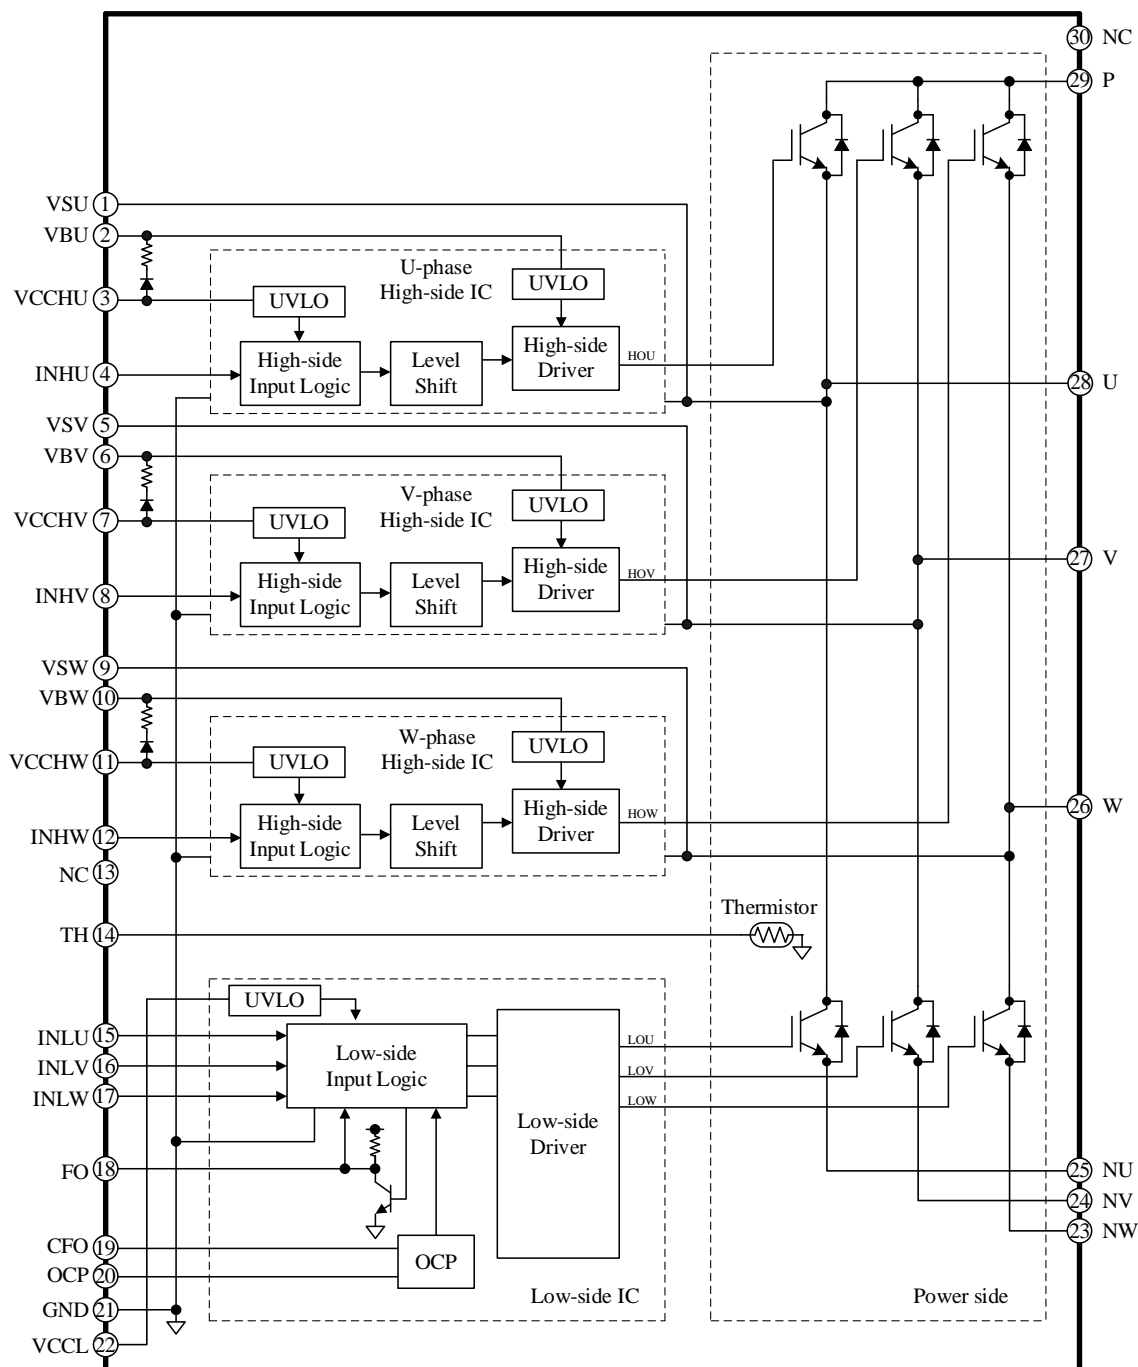 30 NC
29 P
VSU 1
VBU 2
U-phase
High-side IC
UVLO
VCCHU 3
UVLO
High-side
Input Logic
Level
Shift
High-side
Driver
HOU
INHU 4
28 U
VSV 5
VBV 6
V-phase
High-side IC
UVLO
VCCHV 7
UVLO
High-side
Input Logic
Level
Shift
High-side
Driver
HOV
27 V
INHV 8
VSW 9
VBW 10
W-phase
High-side IC
UVLO
VCCHW 11
UVLO
High-side
Input Logic
Level
Shift
High-side
Driver
HOW
26 W
INHW 12
NC 13
Thermistor
TH 14
UVLO
INLU 15
INLV 16
INLW 17
Low-side
Input Logic
Low-side
Driver
LOU
LOV
LOW
FO 18
25 NU
24 NV
23 NW
CFO 19
OCP 20
OCP
GND 21
VCCL 22
Low-side IC
Power side